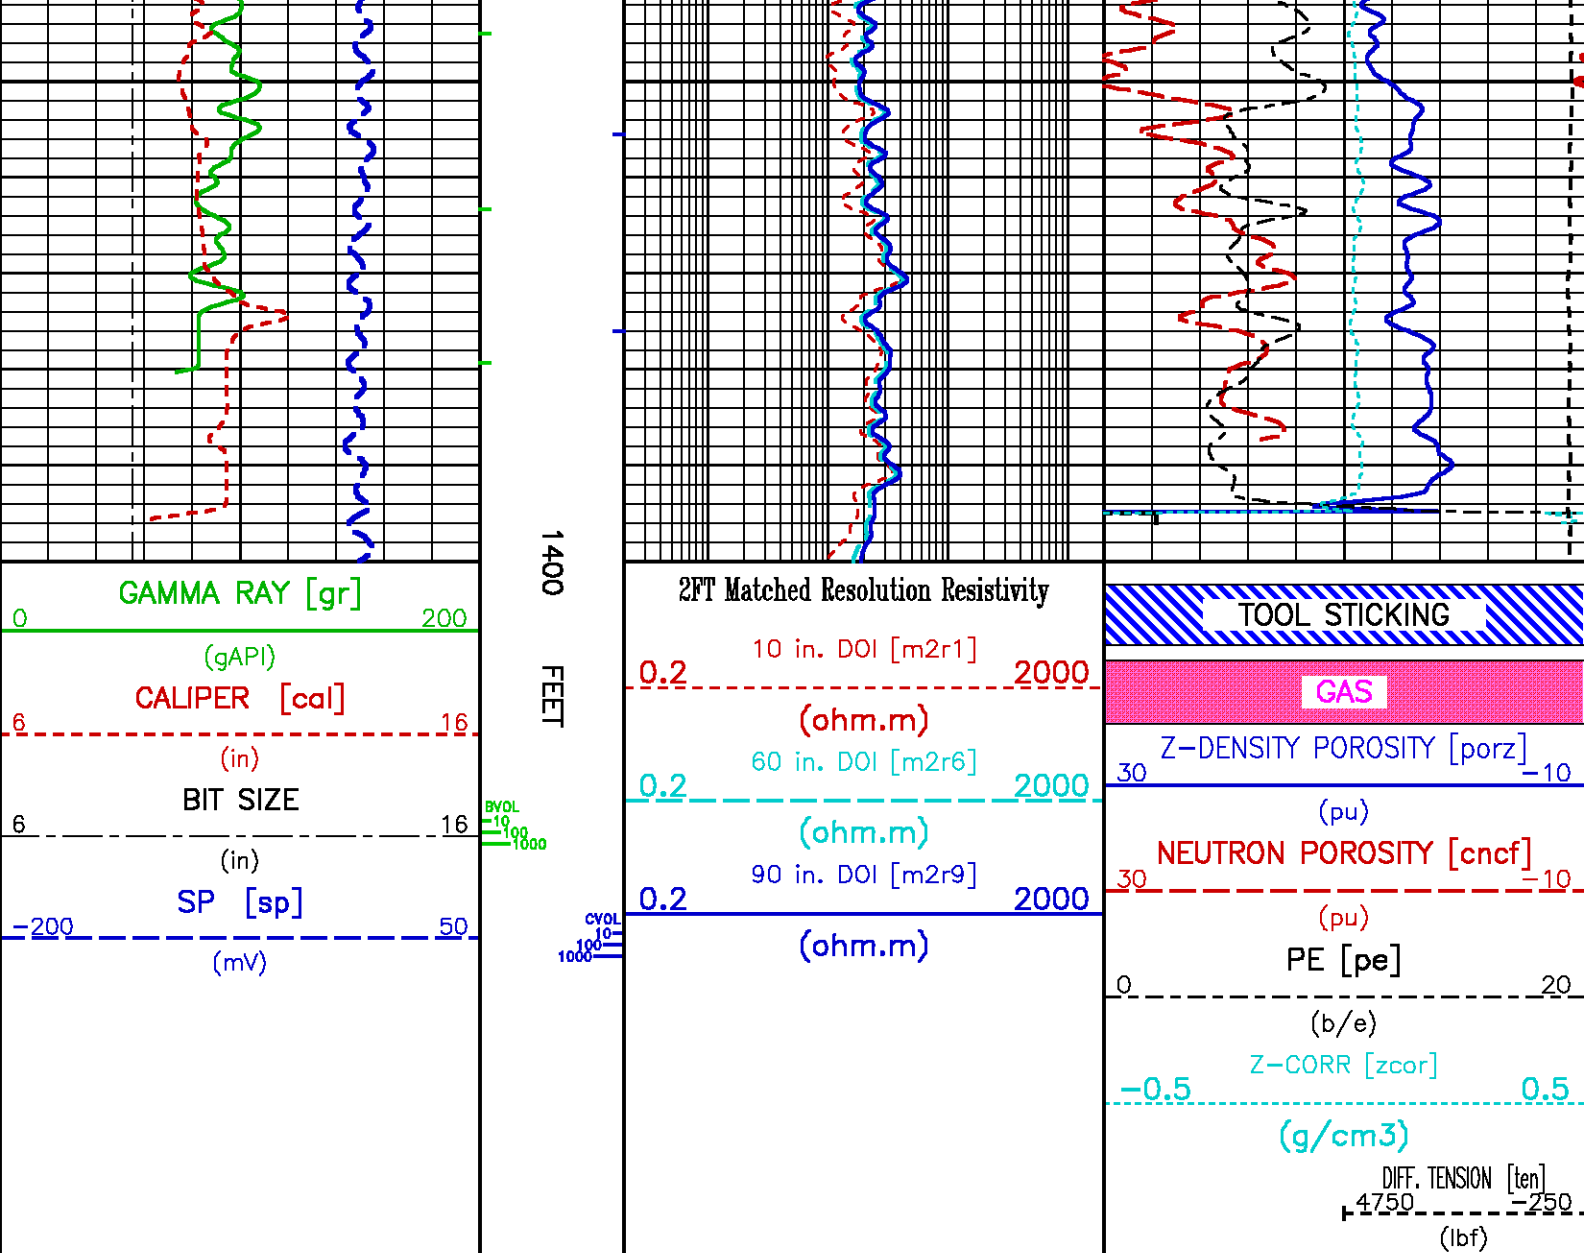 GAMMA RAY [gr]
0 200
(gAPI)
CALIPER [cal]
6 16
(in)
BIT SIZE
6 16
(in)
SP [sp]
-200 50
(mV)
1400 FEET
BVOL
10
100
1000
CVOL
10
100
1000
2FT Matched Resolution Resistivity
10 in. DOI [m2r1]
0.2 2000
(ohm.m)
60 in. DOI [m2r6]
0.2 2000
(ohm.m)
90 in. DOI [m2r9]
0.2 2000
(ohm.m)
TOOL STICKING
GAS
Z-DENSITY POROSITY [porz]
30 -10
(pu)
NEUTRON POROSITY [cncf]
30 -10
(pu)
PE [pe]
0 20
(b/e)
Z-CORR [zcor]
-0.5 0.5
(g/cm3)
DIFF. TENSION [ten]
4750 -250
(lbf)